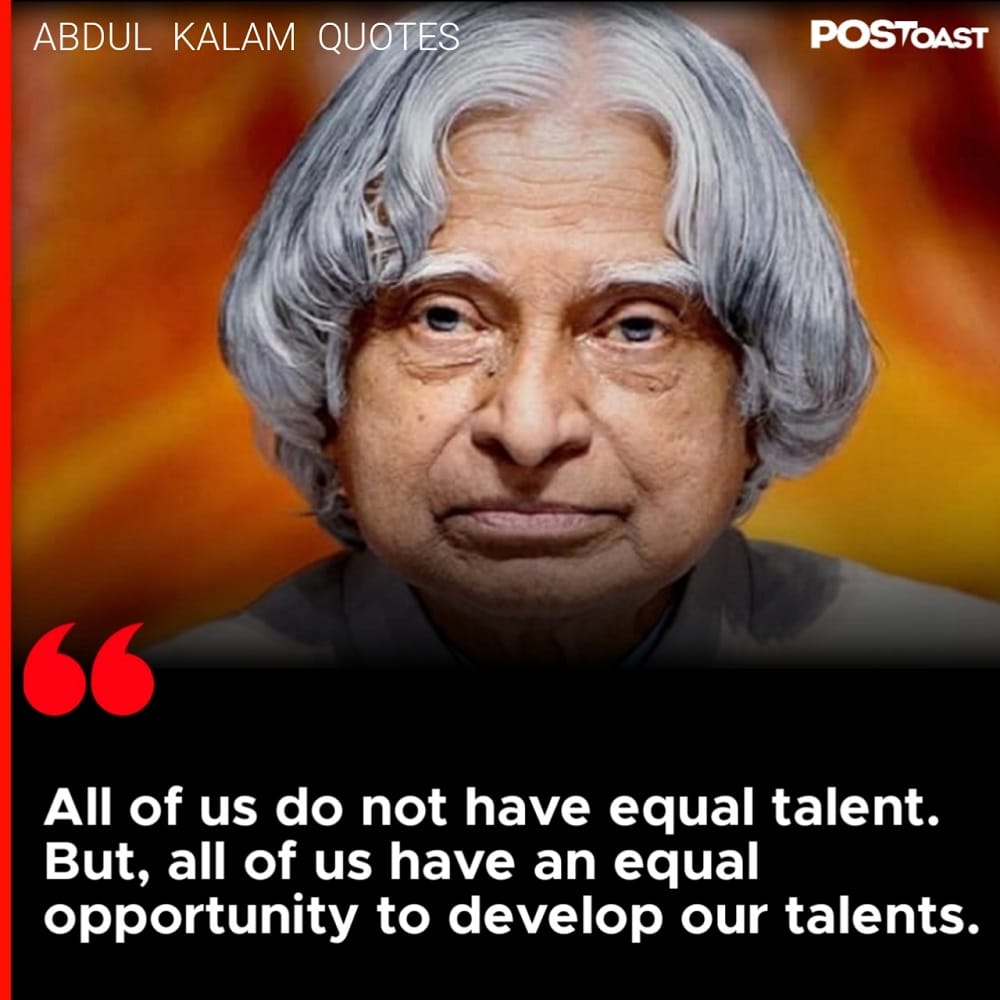 ABDUL KALAM QUOTES
POSTOAST
All of us do not have equal talent.
But, all of us have an equal
opportunity to develop our talents.